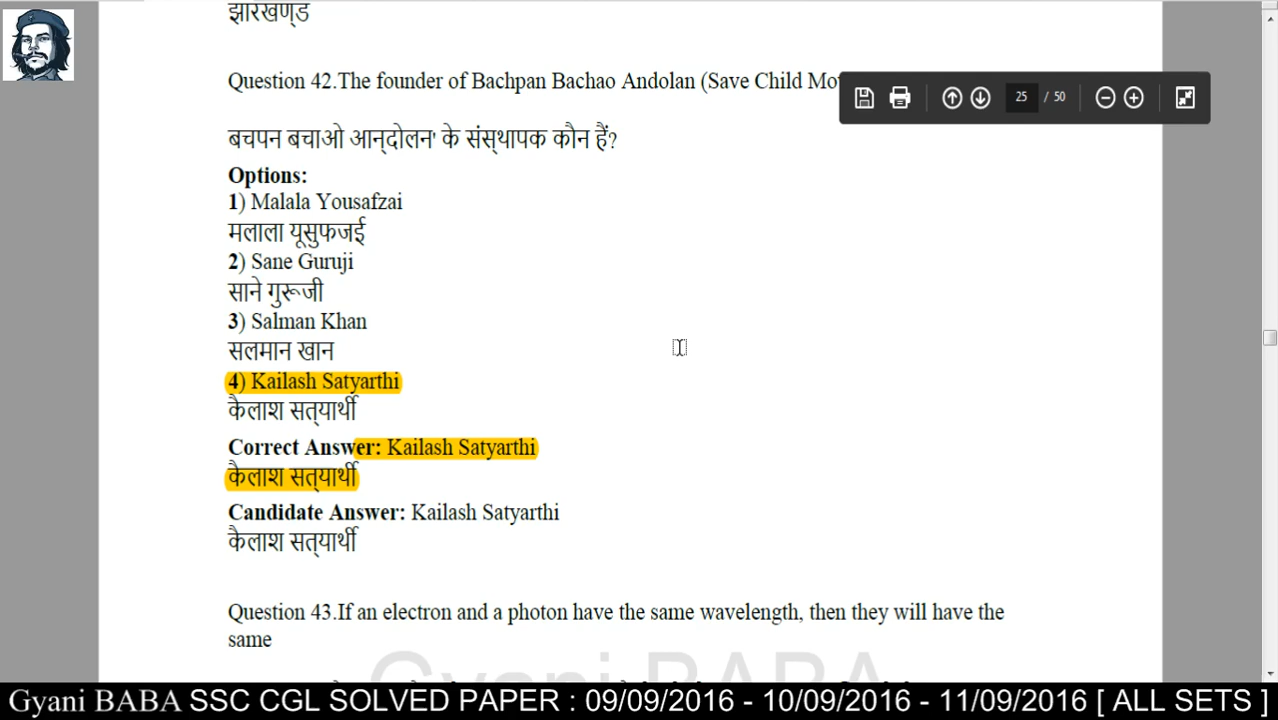 झारखण्ड
Question 42.The founder of Bachpan Bachao Andolan (Save Child
25 / 50
बचपन बचाओ आन्दोलन' के संस्थापक कौन हैं?
Options:
1) Malala Yousafzai
मलाला यूसुफजई
2) Sane Guruji
साने गुरूजी
3) Salman Khan
सलमान खान
4) Kailash Satyarthi
कैलाश सत्यार्थी
Correct Answer: Kailash Satyarthi
कैलाश सत्यार्थी
Candidate Answer: Kailash Satyarthi
कैलाश सत्यार्थी
Question 43.If an electron and a photon have the same wavelength, then they will have the
same
Gyani BABA
Gyani BABA SSC CGL SOLVED PAPER : 09/09/2016 - 10/09/2016 - 11/09/2016 [ ALL SETS ]